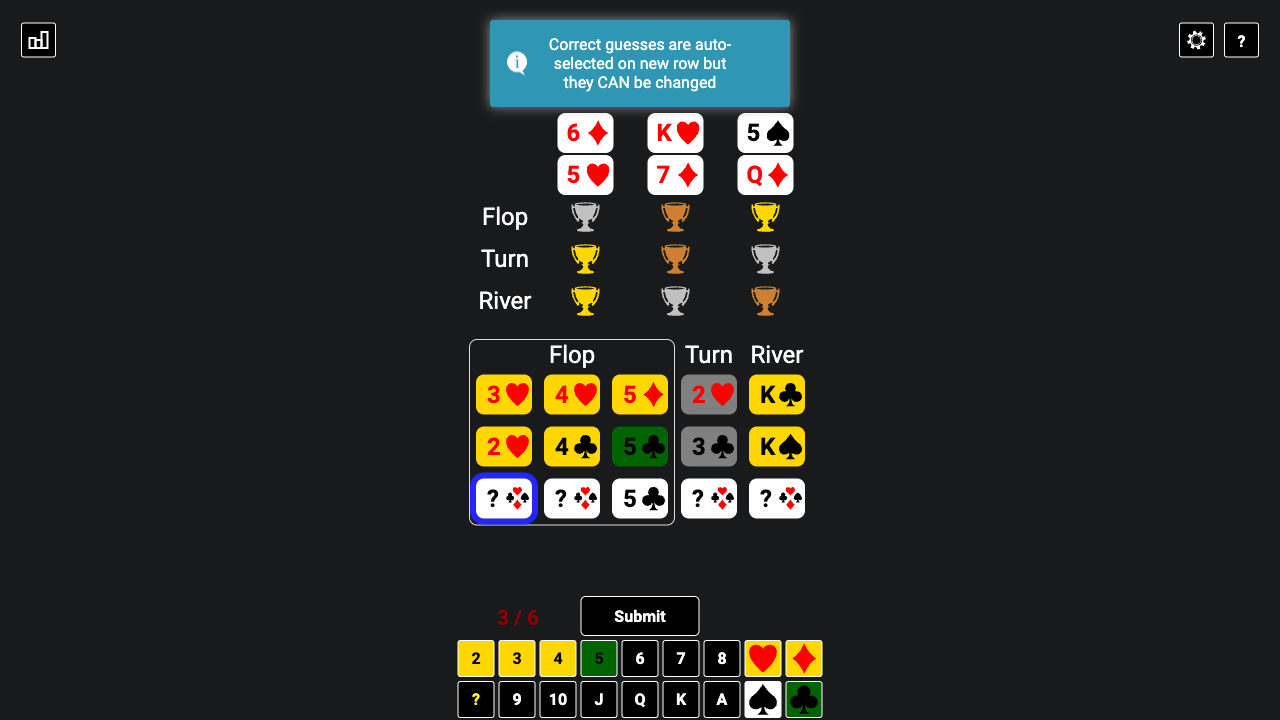 Correct guesses are auto-
selected on new row but
they CAN be changed
i
?
6 K 5
5 7 Q
Flop
Turn
River
Flop Turn River
3 4 5 2 K
2 4 5 3 K
? ? 5 ? ?
3 / 6 Submit
2 3 4 5 6 7 8
? 9 10 J Q K A